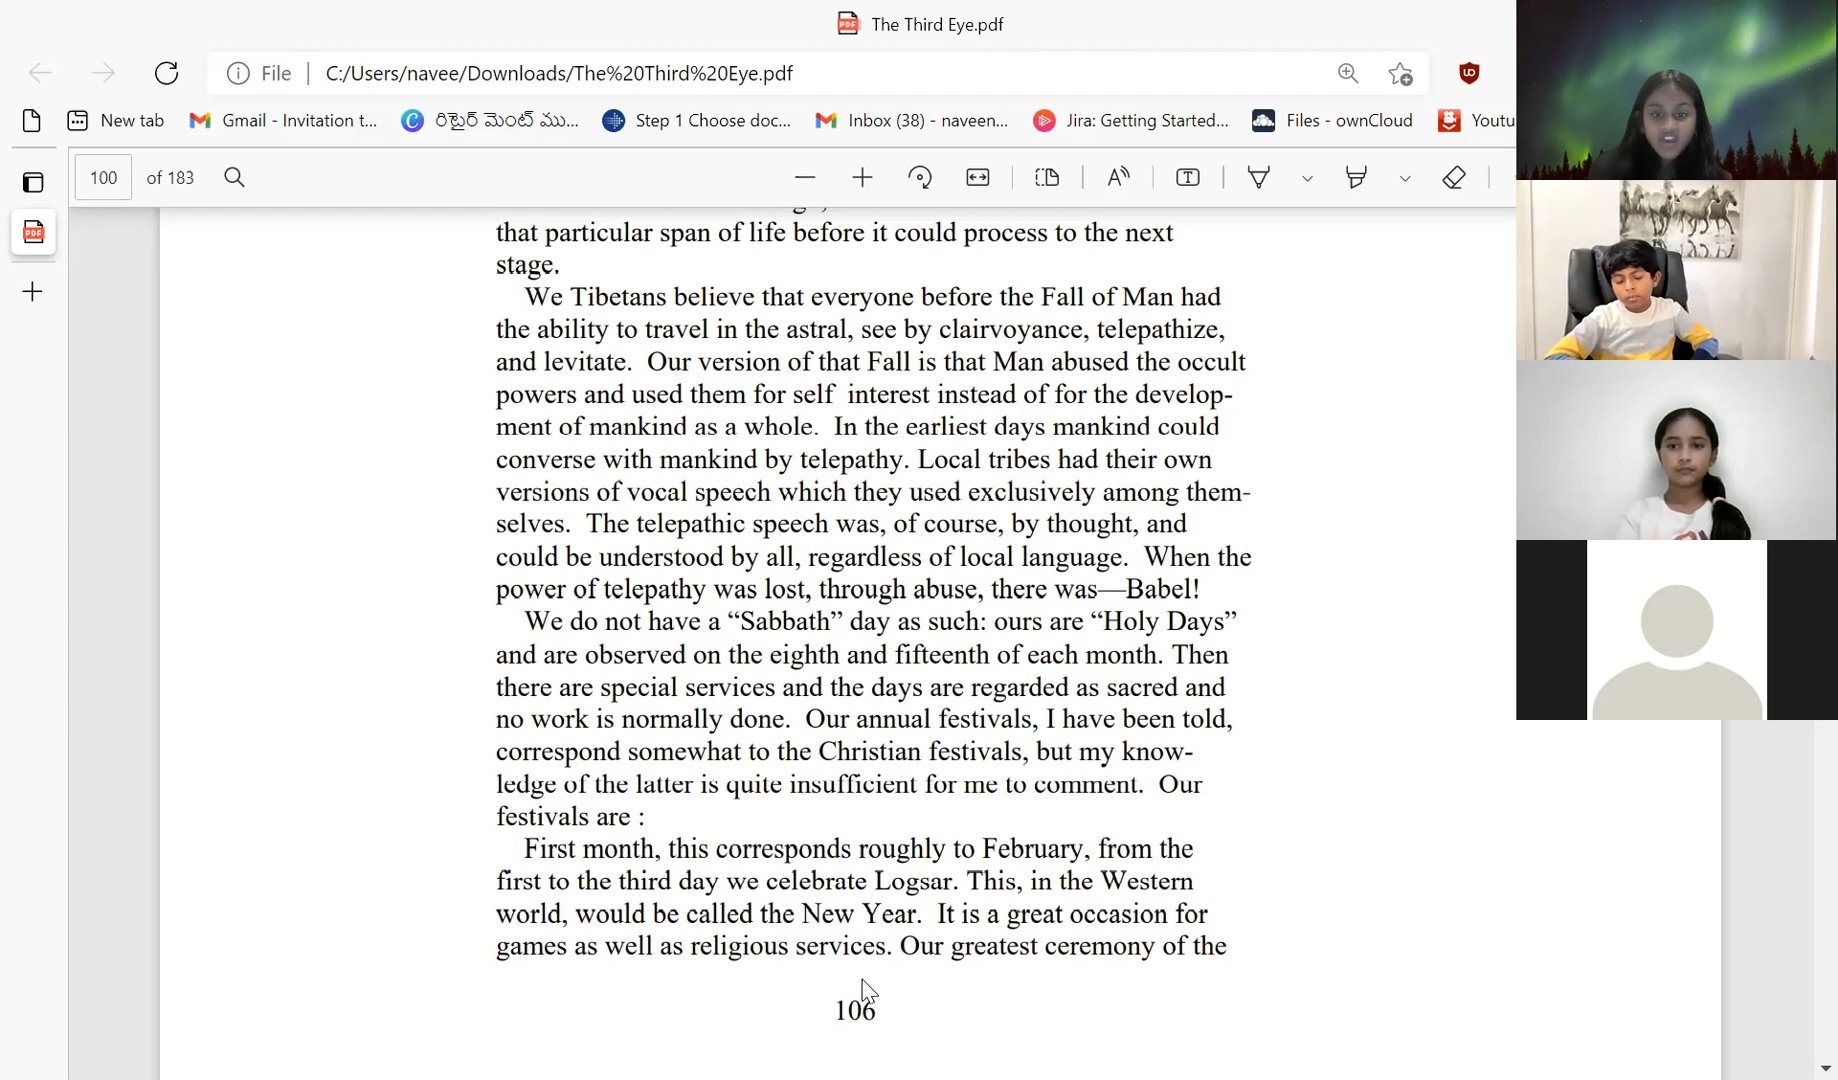 The Third Eye.pdf
File C:/Users/navee/Downloads/The%20Third%20Eye.pdf
New tab Gmail - Invitation t... రిటైర్ మెంట్ ము... Step 1 Choose doc... Inbox (38) - naveen... Jira: Getting Started... Files - ownCloud Youtu
100 of 183
that particular span of life before it could process to the next
stage.
We Tibetans believe that everyone before the Fall of Man had
the ability to travel in the astral, see by clairvoyance, telepathize,
and levitate. Our version of that Fall is that Man abused the occult
powers and used them for self interest instead of for the develop-
ment of mankind as a whole. In the earliest days mankind could
converse with mankind by telepathy. Local tribes had their own
versions of vocal speech which they used exclusively among them-
selves. The telepathic speech was, of course, by thought, and
could be understood by all, regardless of local language. When the
power of telepathy was lost, through abuse, there was—Babel!
We do not have a “Sabbath” day as such: ours are “Holy Days”
and are observed on the eighth and fifteenth of each month. Then
there are special services and the days are regarded as sacred and
no work is normally done. Our annual festivals, I have been told,
correspond somewhat to the Christian festivals, but my know-
ledge of the latter is quite insufficient for me to comment. Our
festivals are :
First month, this corresponds roughly to February, from the
first to the third day we celebrate Logsar. This, in the Western
world, would be called the New Year. It is a great occasion for
games as well as religious services. Our greatest ceremony of the
106